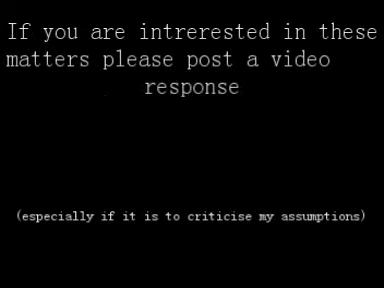 If you are intrerested in these
matters please post a video
response
(especially if it is to criticise my assumptions)